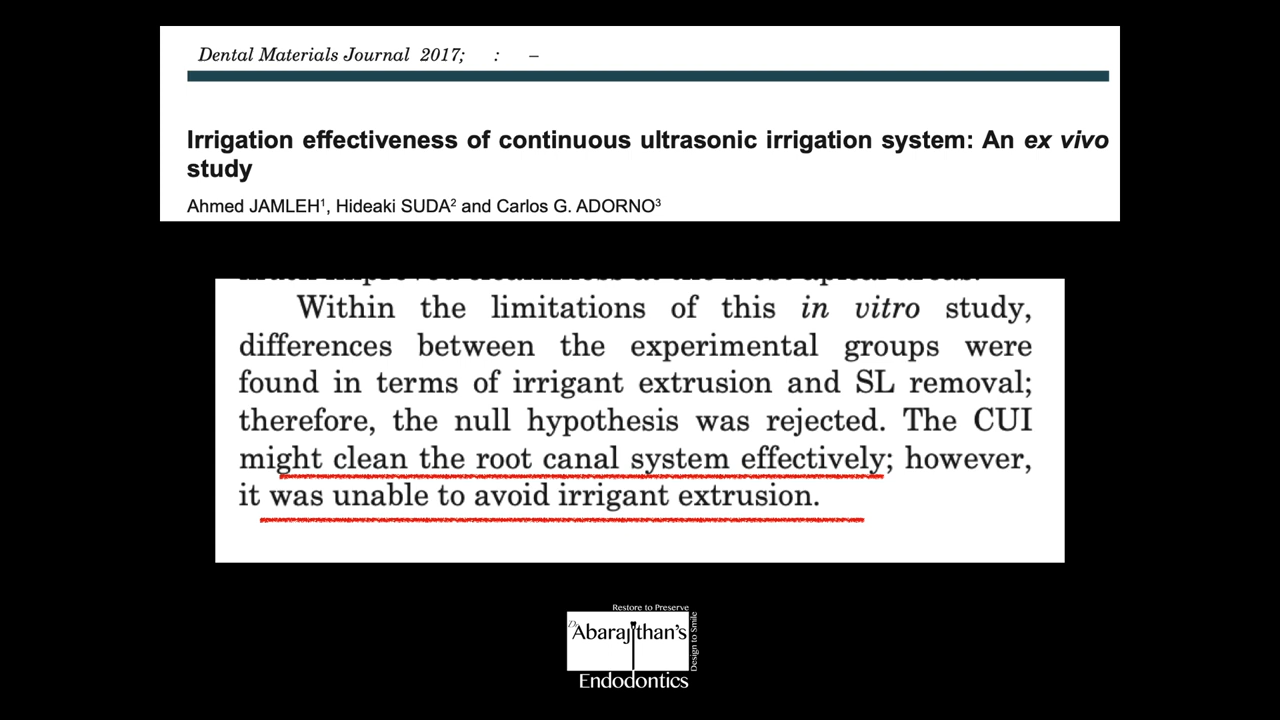 Dental Materials Journal 2017; : –
Irrigation effectiveness of continuous ultrasonic irrigation system: An ex vivo
study
Ahmed JAMLEH¹, Hideaki SUDA² and Carlos G. ADORNO³
Within the limitations of this in vitro study,
differences between the experimental groups were
found in terms of irrigant extrusion and SL removal;
therefore, the null hypothesis was rejected. The CUI
might clean the root canal system effectively; however,
it was unable to avoid irrigant extrusion.
Restore to Preserve
Dr Abarajithan's
Design to Smile
Endodontics